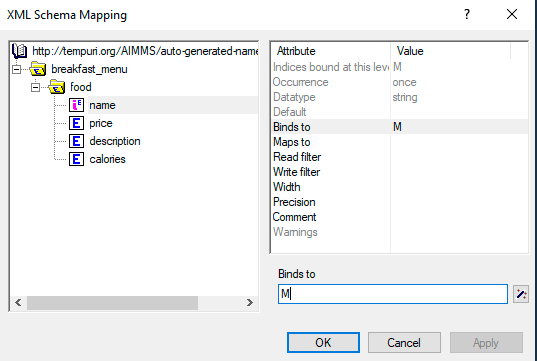 XML Schema Mapping
http://tempuri.org/AIMMS/auto-generated-name
breakfast_menu
food
name
price
description
calories
Attribute Value
Indices bound at this leve M
Occurrence once
Datatype string
Default
Binds to M
Maps to
Read filter
Write filter
Width
Precision
Comment
Warnings
Binds to
M
OK Cancel Apply